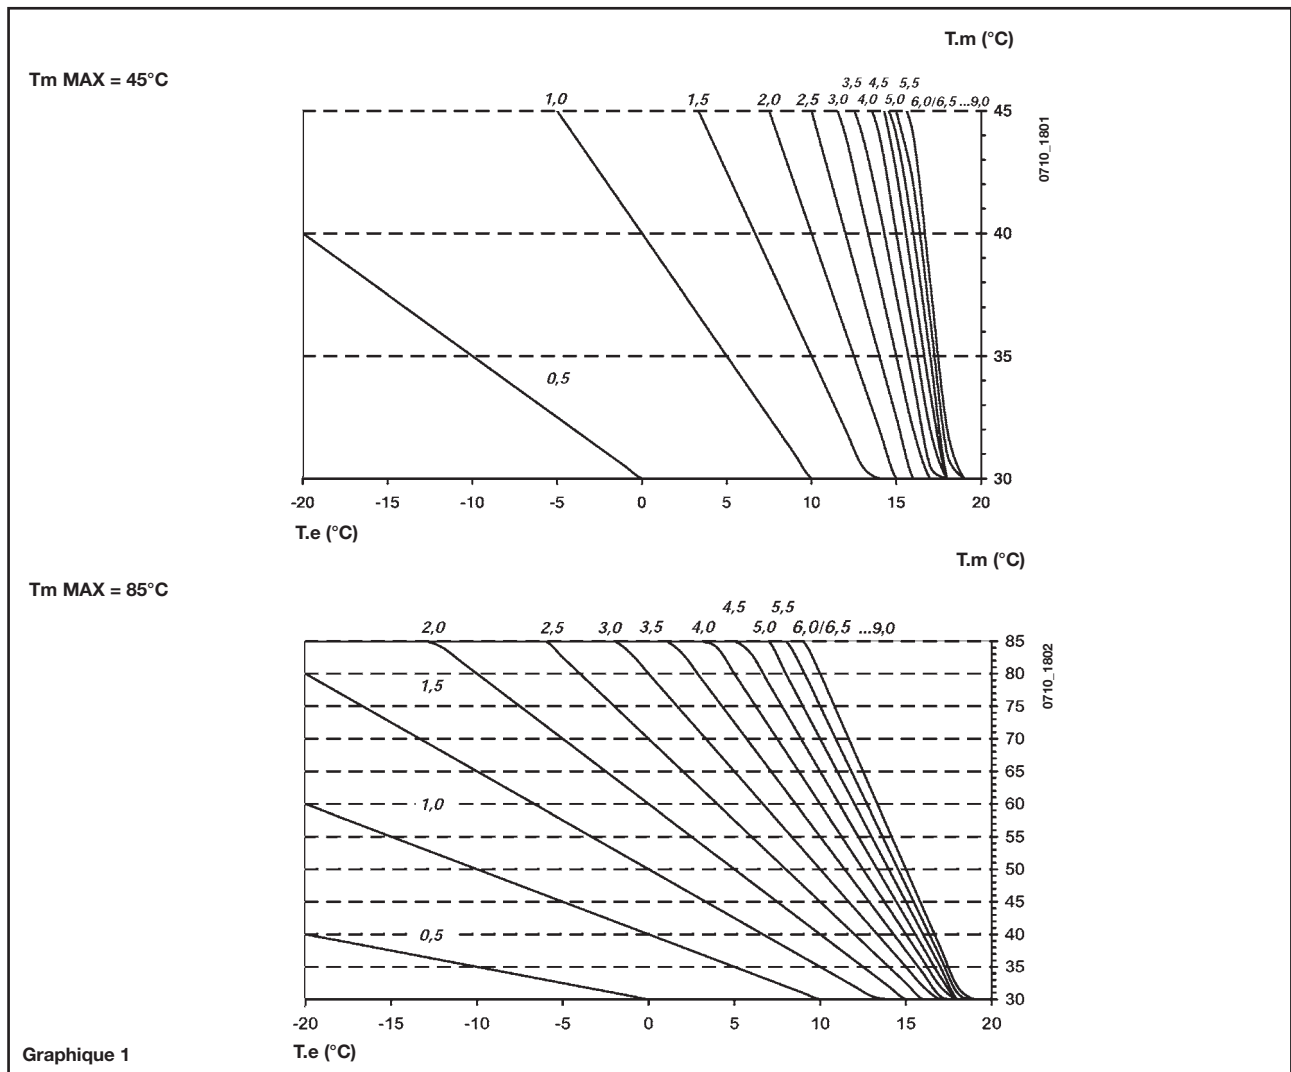 T.m (°C)
Tm MAX = 45°C
3,5 4,5 5,5
1,0 1,5 2,0 2,5 3,0 4,0 5,0 6,0/6,5 ...9,0
45
0710_1801
40
35
0,5
30
-20 -15 -10 -5 0 5 10 15 20
T.e (°C)
T.m (°C)
Tm MAX = 85°C
4,5 5,5
2,0 2,5 3,0 3,5 4,0 5,0 6,0/6,5 ...9,0
85
0710_1802
80
1,5
75
70
65
1,0 60
55
50
45
0,5 40
35
30
-20 -15 -10 -5 0 5 10 15 20
T.e (°C)
Graphique 1